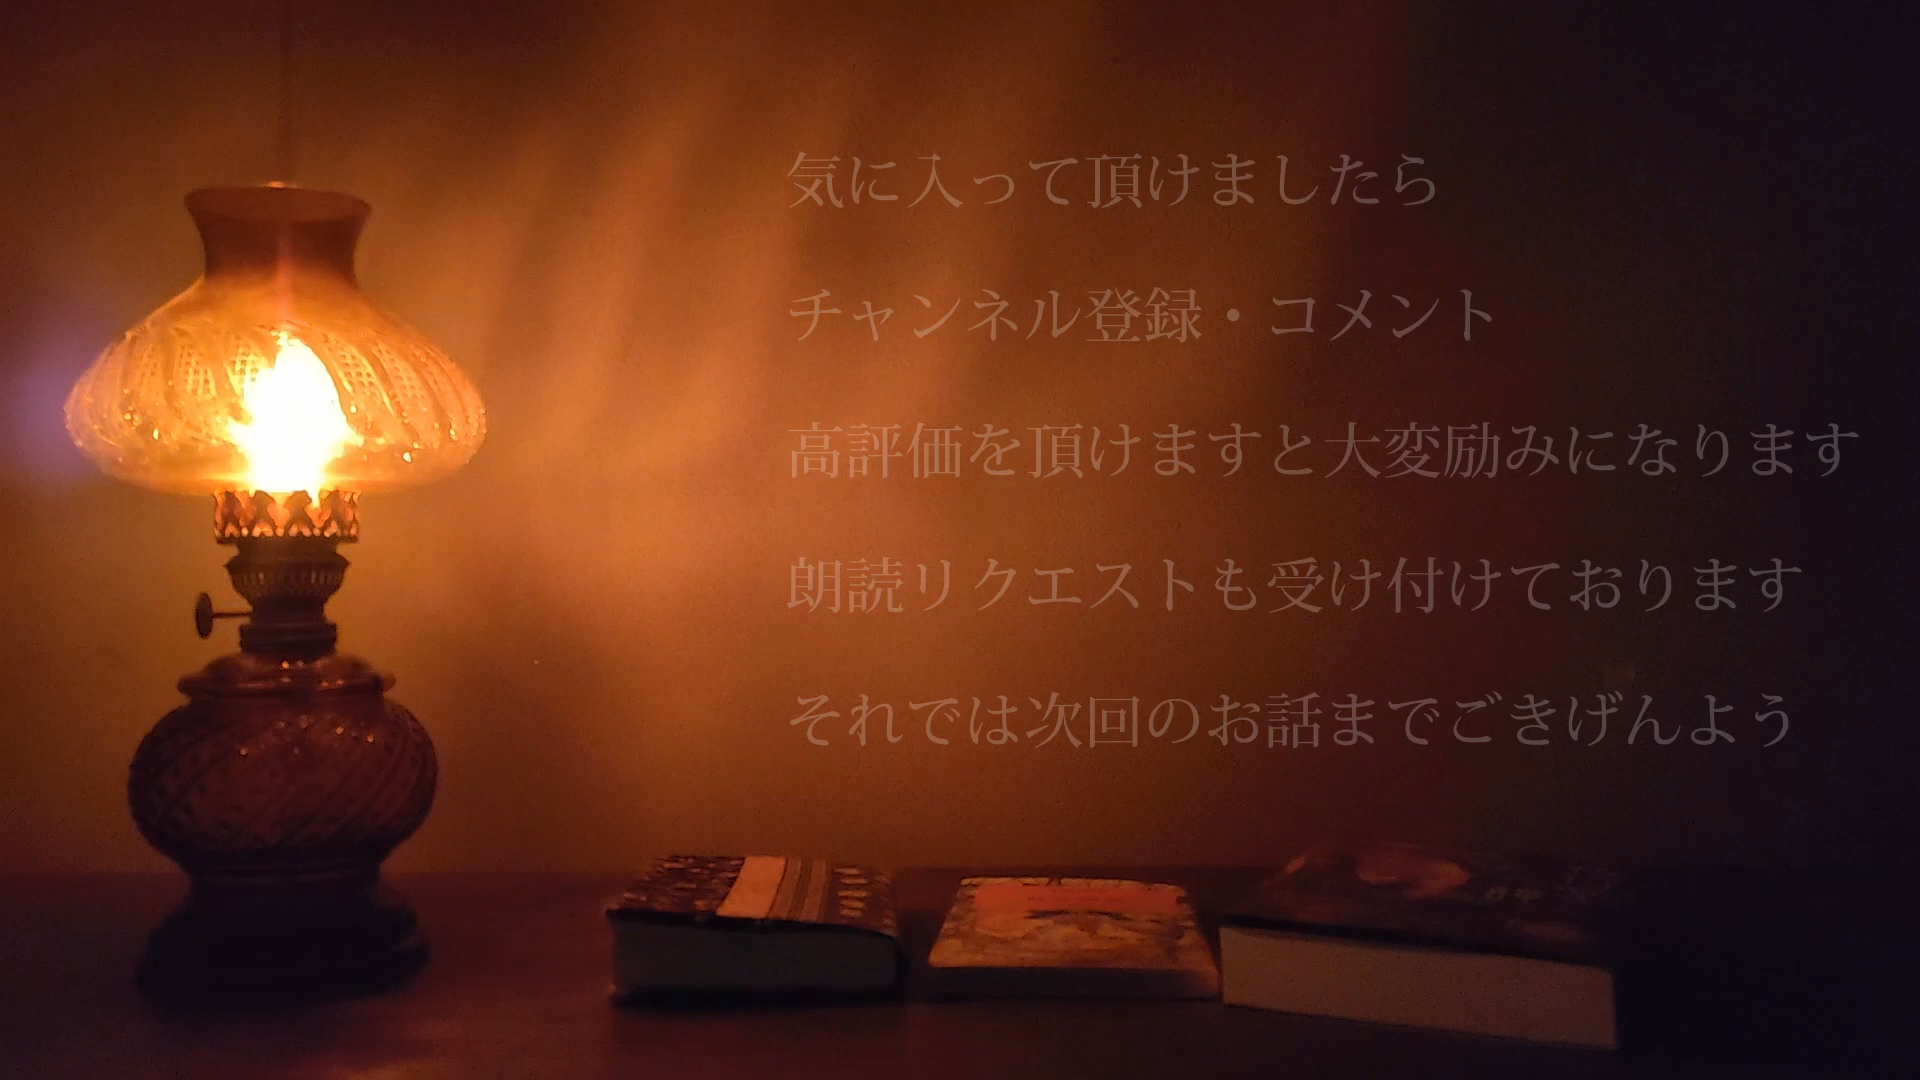 気に入って頂けましたら
チャンネル登録・コメント
高評価を頂けますと大変励みになります
朗読リクエストも受け付けております
それでは次回のお話までごきげんよう